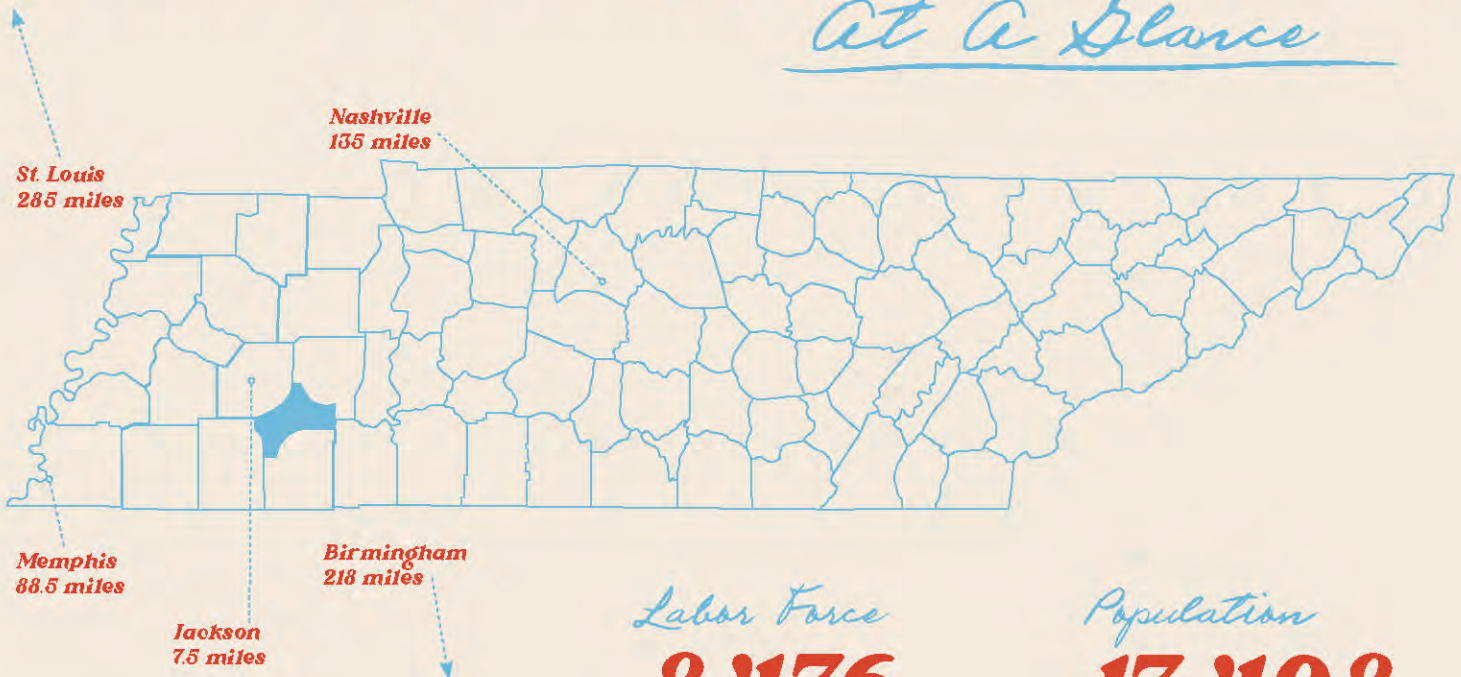 At A Glance
Nashville
135 miles
St. Louis
285 miles
Memphis
88.5 miles
Birmingham
218 miles
Jackson
7.5 miles
Labor Force
Population